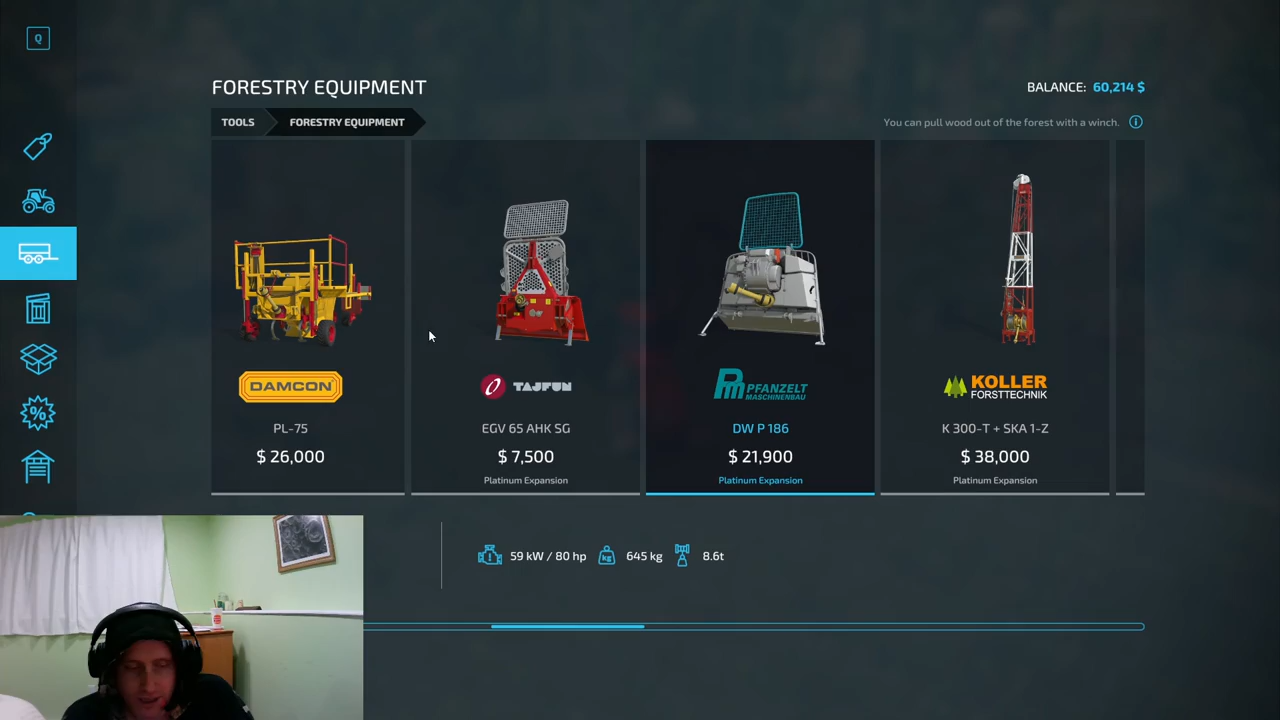 Q
FORESTRY EQUIPMENT
BALANCE: 60,214 $
TOOLS
FORESTRY EQUIPMENT
You can pull wood out of the forest with a winch.
DAMCON
TAJFUN
Pm PFANZELT
MASCHINENBAU
KOLLER
FORSTTECHNIK
PL-75
EGV 65 AHK SG
DW P 186
K 300-T + SKA 1-Z
$ 26,000
$ 7,500
$ 21,900
$ 38,000
Platinum Expansion
Platinum Expansion
Platinum Expansion
59 kW / 80 hp
645 kg
8.6t